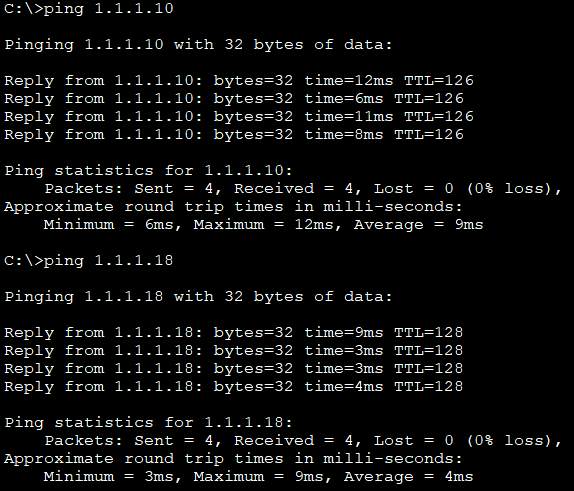 C:\>ping 1.1.1.10
Pinging 1.1.1.10 with 32 bytes of data:
Reply from 1.1.1.10: bytes=32 time=12ms TTL=126
Reply from 1.1.1.10: bytes=32 time=6ms TTL=126
Reply from 1.1.1.10: bytes=32 time=11ms TTL=126
Reply from 1.1.1.10: bytes=32 time=8ms TTL=126
Ping statistics for 1.1.1.10:
    Packets: Sent = 4, Received = 4, Lost = 0 (0% loss),
Approximate round trip times in milli-seconds:
    Minimum = 6ms, Maximum = 12ms, Average = 9ms
C:\>ping 1.1.1.18
Pinging 1.1.1.18 with 32 bytes of data:
Reply from 1.1.1.18: bytes=32 time=9ms TTL=128
Reply from 1.1.1.18: bytes=32 time=3ms TTL=128
Reply from 1.1.1.18: bytes=32 time=3ms TTL=128
Reply from 1.1.1.18: bytes=32 time=4ms TTL=128
Ping statistics for 1.1.1.18:
    Packets: Sent = 4, Received = 4, Lost = 0 (0% loss),
Approximate round trip times in milli-seconds:
    Minimum = 3ms, Maximum = 9ms, Average = 4ms